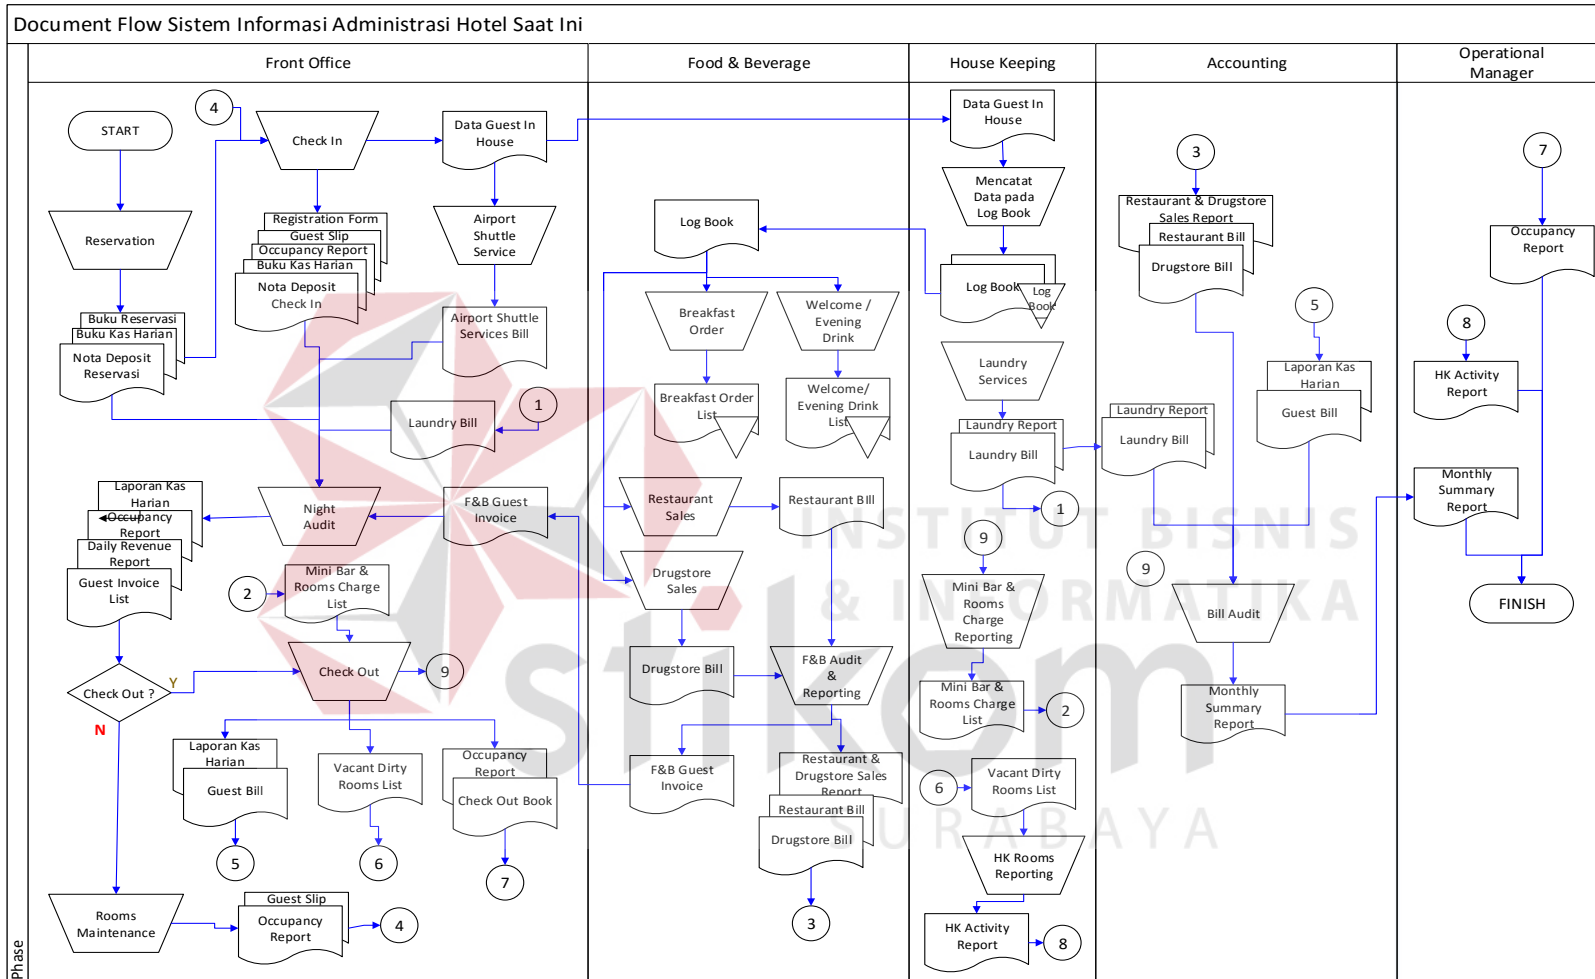 Document Flow Sistem Informasi Administrasi Hotel Saat Ini
Phase
Front Office
Food & Beverage
House Keeping
Accounting
Operational
Manager
START
Reservation
Buku Reservasi
Buku Kas Harian
Nota Deposit
Reservasi
4
Check In
Registration Form
Guest Slip
Occupancy Report
Buku Kas Harian
Nota Deposit
Check In
Data Guest In
House
Airport
Shuttle
Service
Airport Shuttle
Services Bill
Laundry Bill
1
Night
Audit
F&B Guest
Invoice
Laporan Kas
Harian
Occupancy
Report
Daily Revenue
Report
Guest Invoice
List
2
Mini Bar &
Rooms Charge
List
Check Out ?
Y
N
Check Out
9
Laporan Kas
Harian
Guest Bill
5
Vacant Dirty
Rooms List
6
Occupancy
Report
Check Out Book
7
Rooms
Maintenance
Guest Slip
Occupancy
Report
4
Log Book
Breakfast
Order
Welcome /
Evening
Drink
Breakfast Order
List
Welcome/
Evening Drink
List
Restaurant
Sales
Restaurant BIll
Drugstore
Sales
Drugstore Bill
F&B Audit
&
Reporting
F&B Guest
Invoice
Restaurant &
Drugstore Sales
Report
Restaurant Bill
Drugstore Bill
3
Data Guest In
House
Mencatat
Data pada
Log Book
Log Book
Log
Book
Laundry
Services
Laundry Report
Laundry Bill
1
9
Mini Bar &
Rooms
Charge
Reporting
Mini Bar &
Rooms Charge
List
2
6
Vacant Dirty
Rooms List
HK Rooms
Reporting
HK Activity
Report
8
3
Restaurant & Drugstore
Sales Report
Restaurant Bill
Drugstore Bill
5
Laporan Kas
Harian
Guest Bill
Laundry Report
Laundry Bill
9
Bill Audit
Monthly
Summary
Report
7
Occupancy
Report
8
HK Activity
Report
Monthly
Summary
Report
FINISH
INSTITUT BISNIS
& INFORMATIKA
stikom
SURABAYA